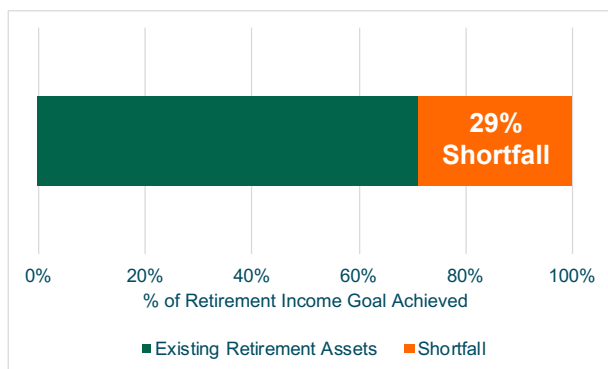 29%
Shortfall
0% 20% 40% 60% 80% 100%
% of Retirement Income Goal Achieved
Existing Retirement Assets Shortfall